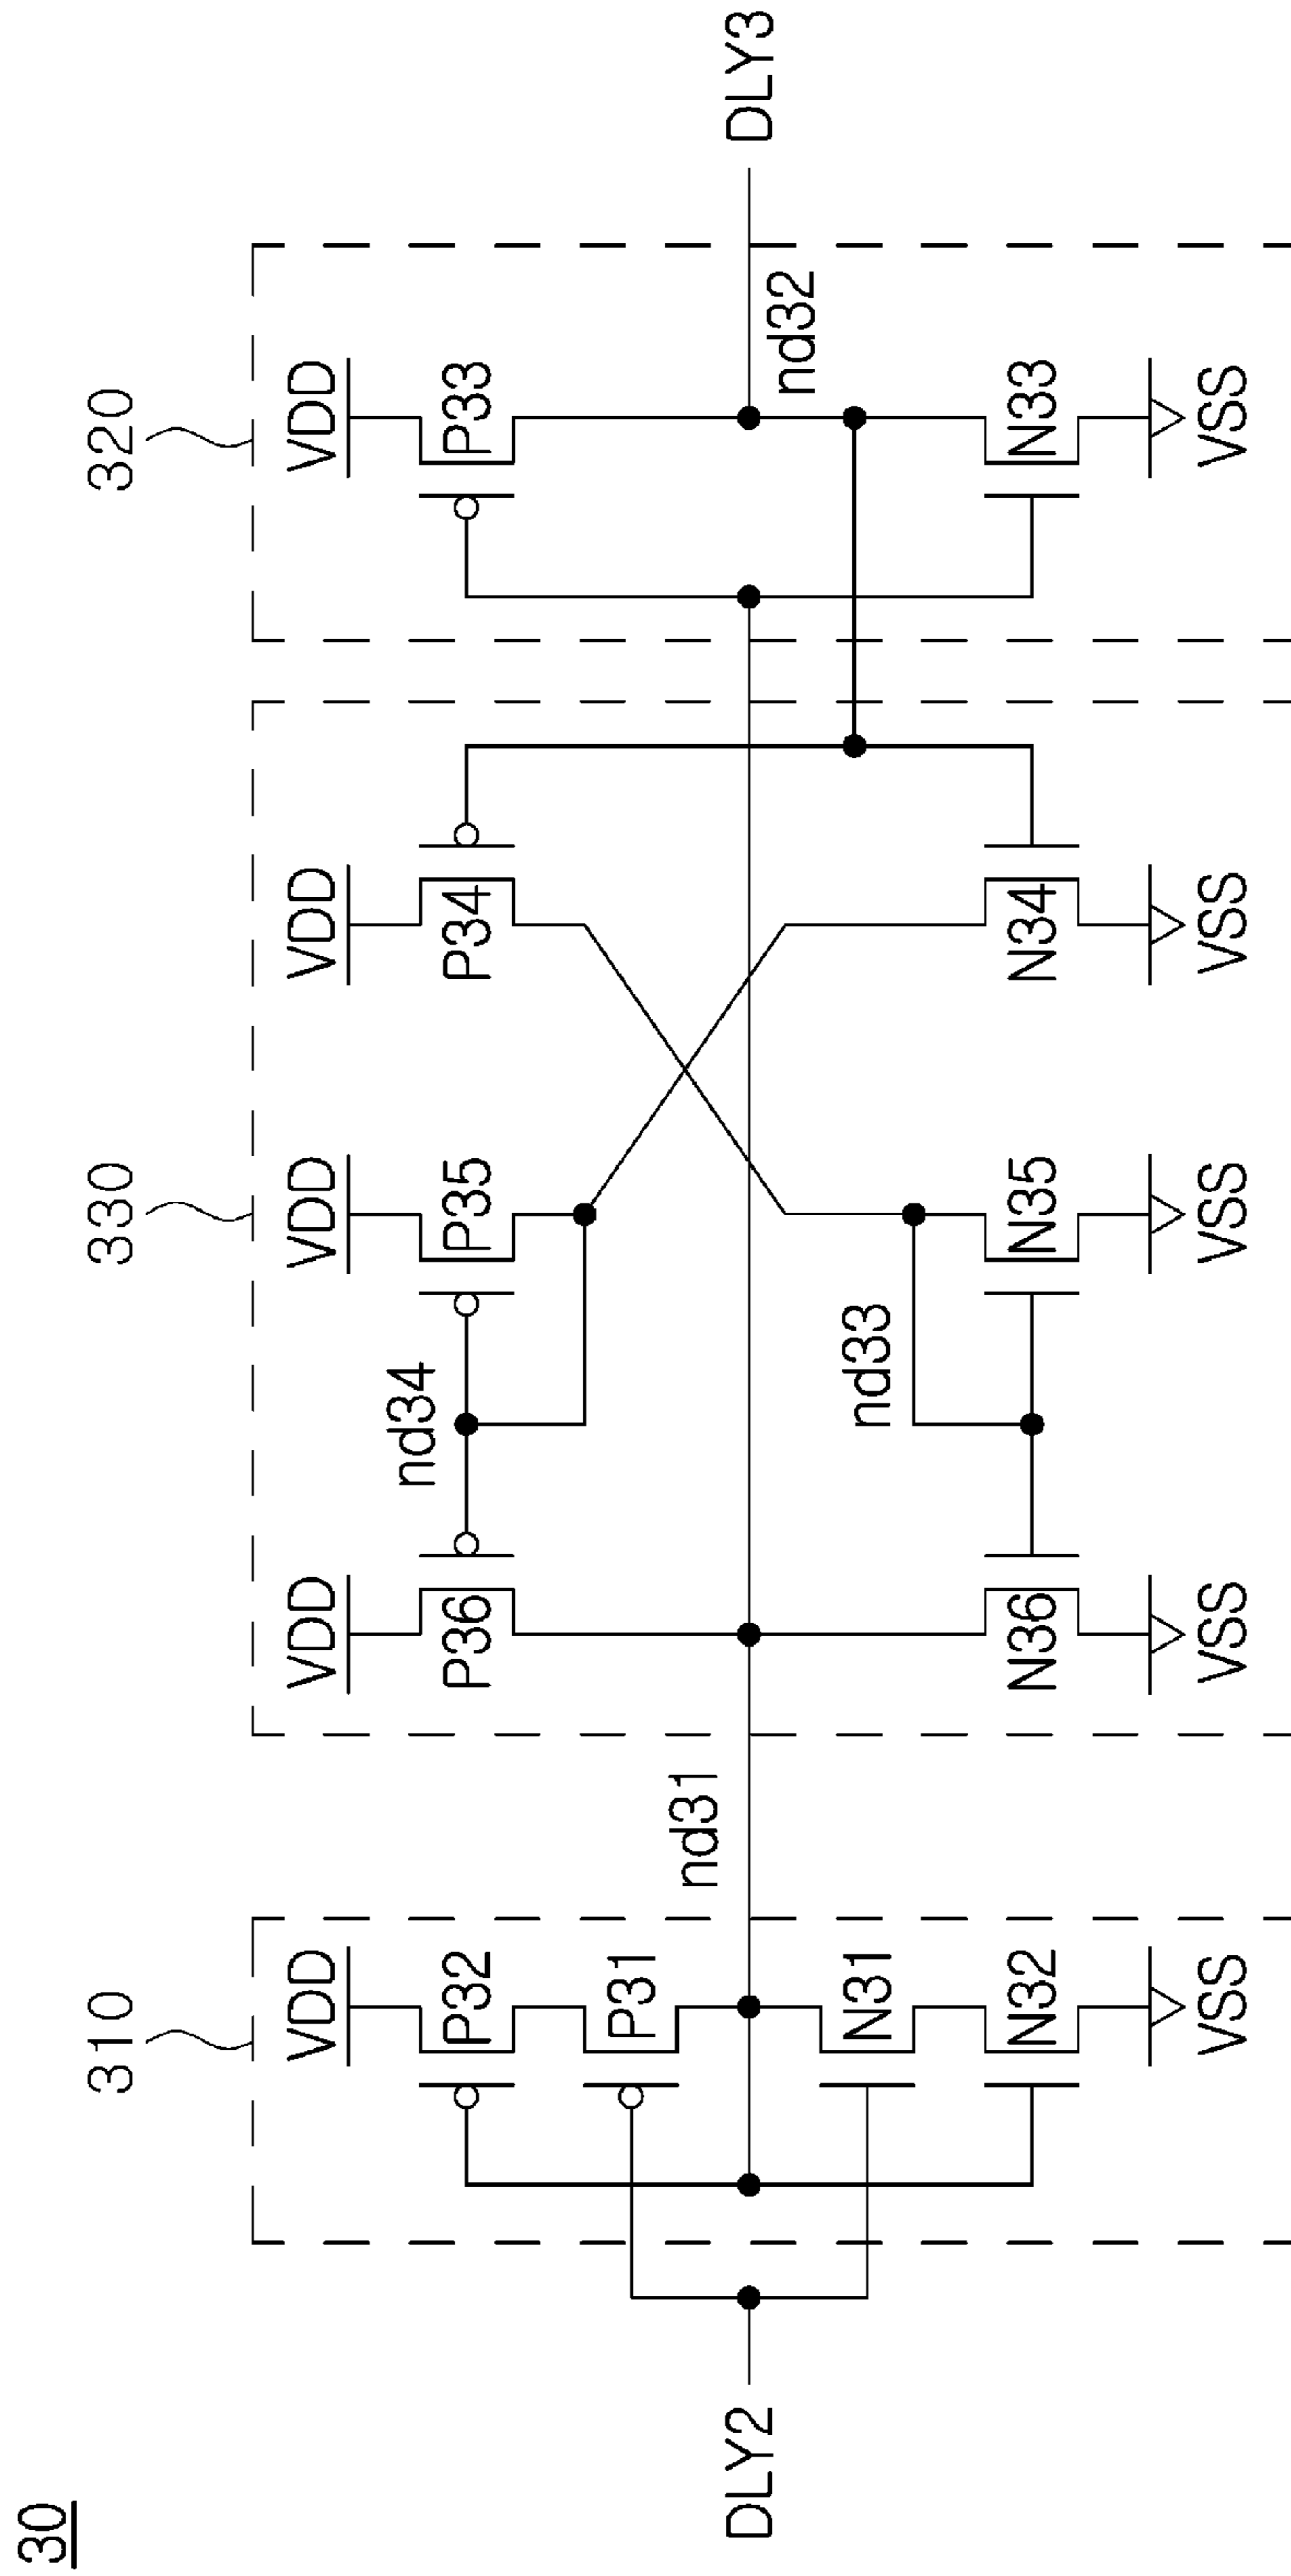 30
310
330
320
VDD
VDD
VDD
VDD
VDD
P32
P36
P35
P34
P33
nd34
P31
nd31
DLY2
DLY3
nd32
nd33
N31
N32
N36
N35
N34
N33
VSS
VSS
VSS
VSS
VSS